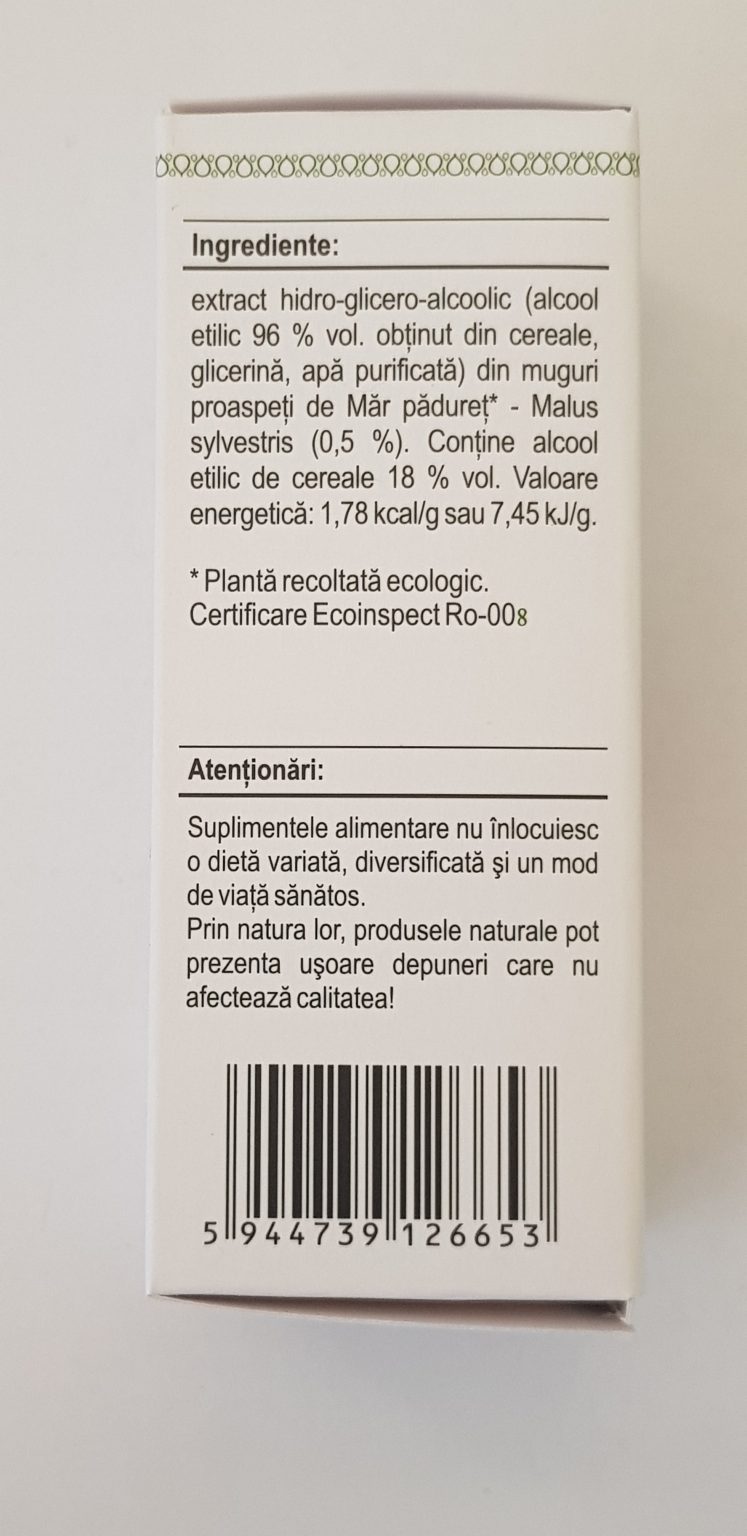 Ingrediente:
extract hidro-glicero-alcoolic (alcool
etilic 96 % vol. obținut din cereale,
glicerină, apă purificată) din muguri
proaspeți de Măr pădureț* - Malus
sylvestris (0,5 %). Conține alcool
etilic de cereale 18 % vol. Valoare
energetică: 1,78 kcal/g sau 7,45 kJ/g.
* Plantă recoltată ecologic.
Certificare Ecoinspect Ro-008
Atenționări:
Suplimentele alimentare nu înlocuiesc
o dietă variată, diversificată şi un mod
de viață sănătos.
Prin natura lor, produsele naturale pot
prezenta uşoare depuneri care nu
afectează calitatea!
5 944739 126653